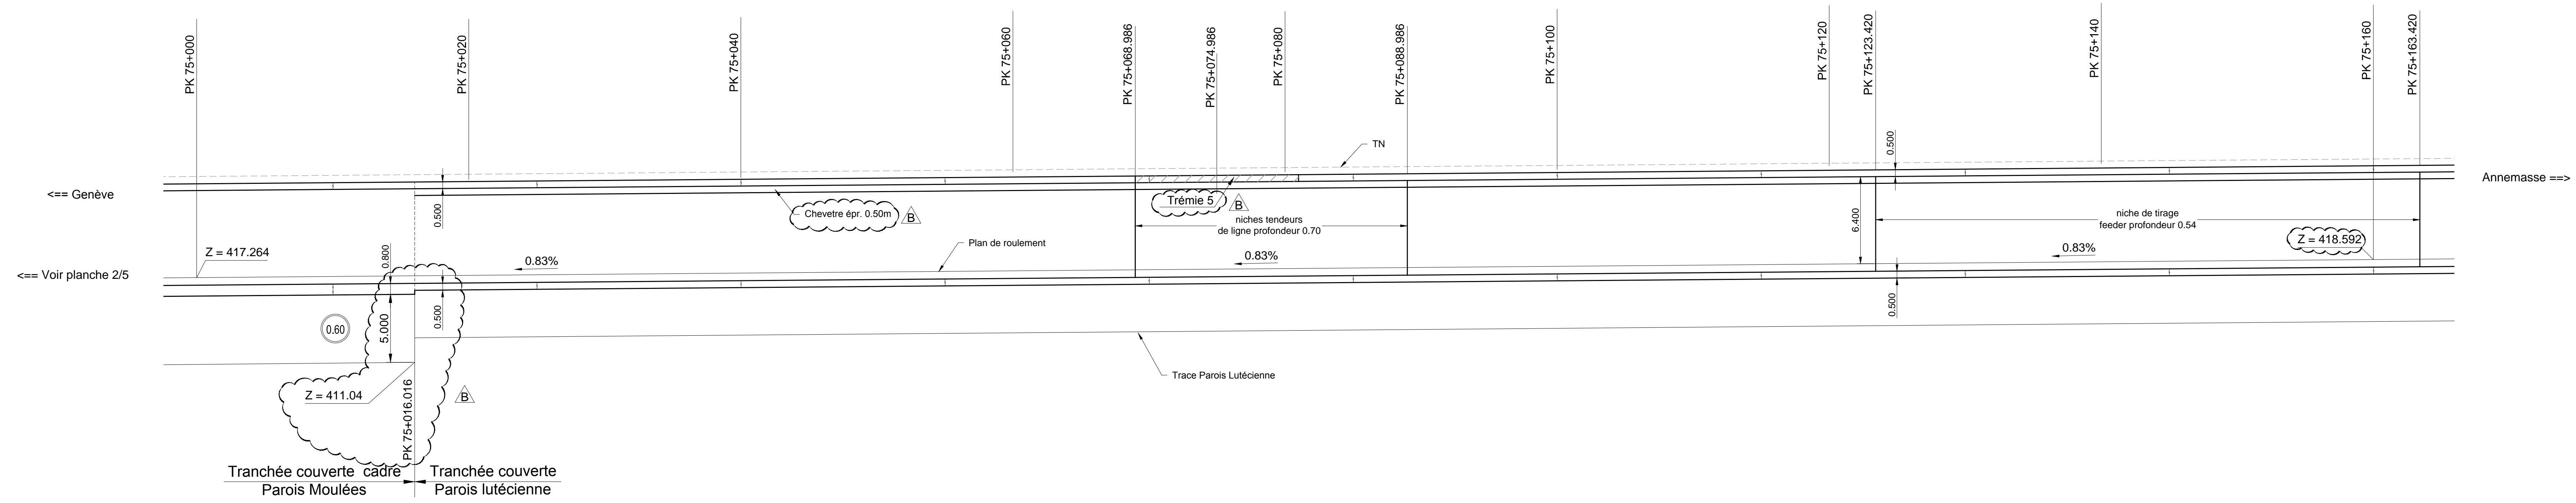 PK 75+000
PK 75+020
PK 75+040
PK 75+060
PK 75+068.986
PK 75+074.986
PK 75+080
PK 75+088.986
PK 75+100
PK 75+120
PK 75+123.420
PK 75+140
PK 75+160
PK 75+163.420
TN
0.500
<== Genève
Annemasse ==>
0.500
Chevetre épr. 0.50m
B
Trémie 5
B
niches tendeurs
de ligne profondeur 0.70
6.400
niche de tirage
feeder profondeur 0.54
Z = 418.592
Z = 417.264
0.800
Plan de roulement
0.83%
0.83%
0.83%
<== Voir planche 2/5
0.60
5.000
0.500
0.500
Trace Parois Lutécienne
Z = 411.04
PK 75+016.016
B
Tranchée couverte cadre
Parois Moulées
Tranchée couverte
Parois lutécienne